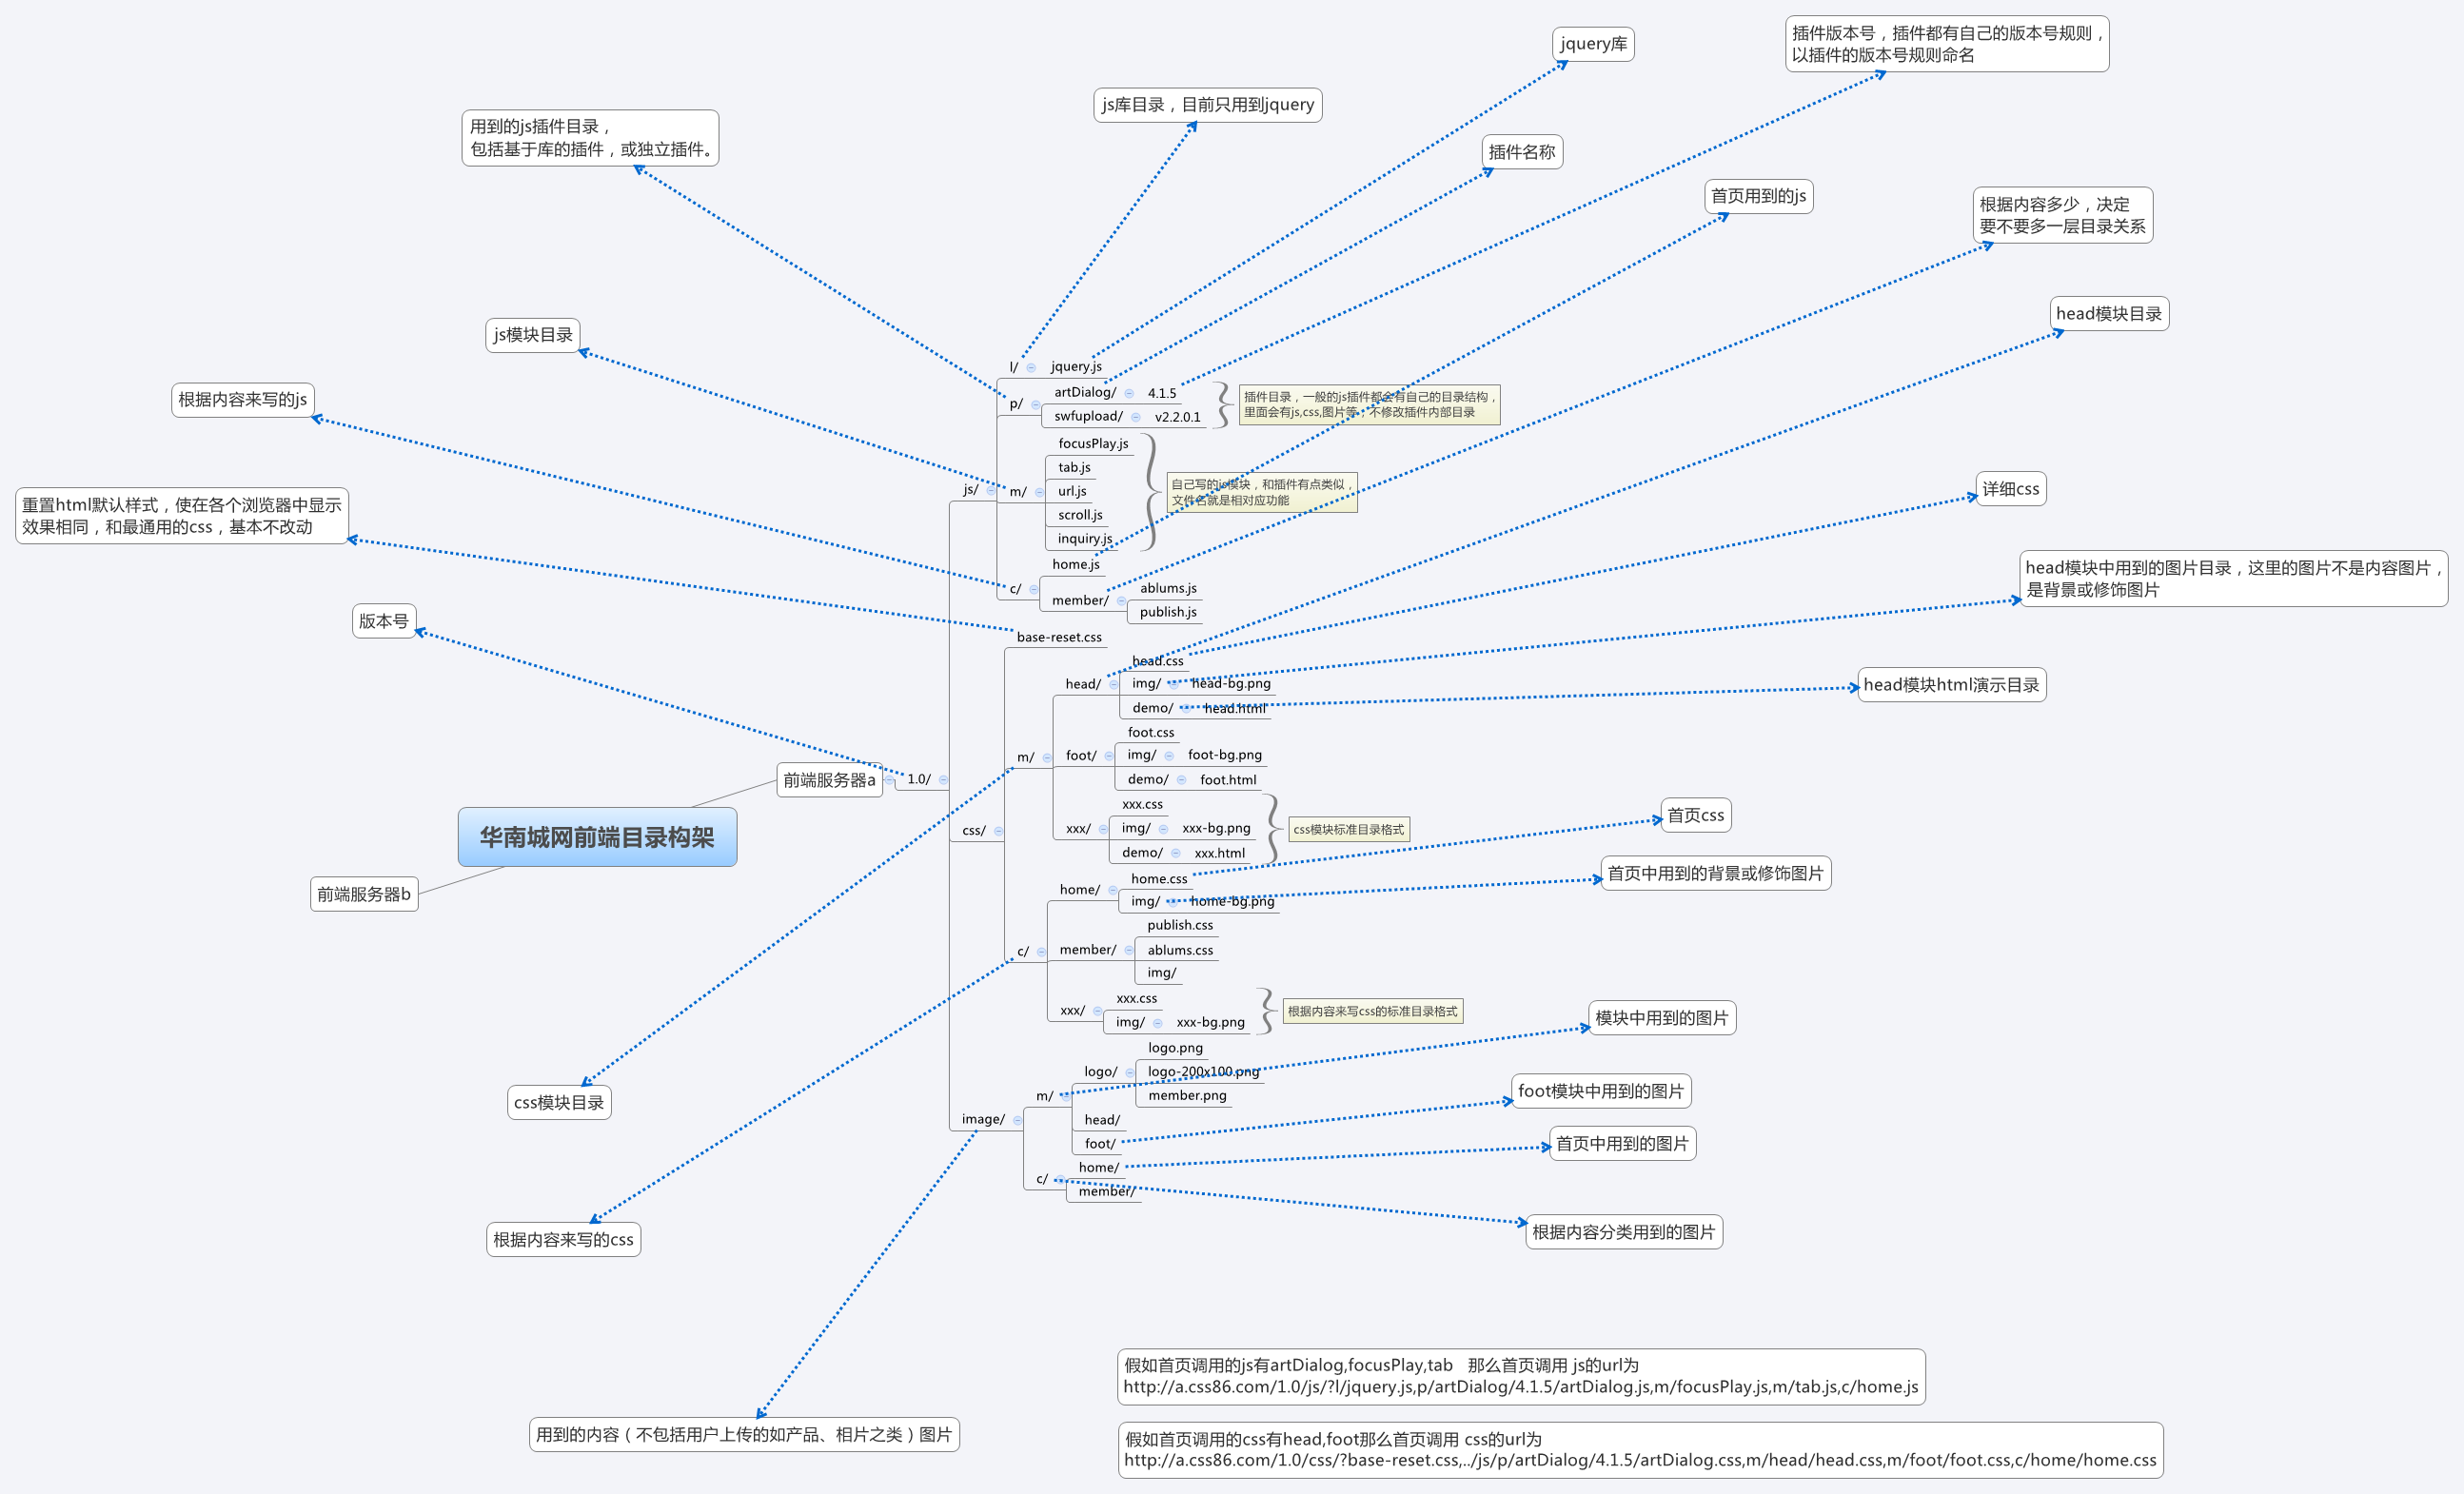 jquery库
插件版本号，插件都有自己的版本号规则，
以插件的版本号规则命名
js库目录，目前只用到jquery
用到的js插件目录，
包括基于库的插件，或独立插件。
插件名称
首页用到的js
根据内容多少，决定
要不要多一层目录关系
head模块目录
js模块目录
根据内容来写的js
重置html默认样式，使在各个浏览器中显示
效果相同，和最通用的css，基本不改动
版本号
详细css
head模块中用到的图片目录，这里的图片不是内容图片，
是背景或修饰图片
head模块html演示目录
js/
l/
jquery.js
p/
artDialog/
4.1.5
swfupload/
v2.2.0.1
插件目录，一般的js插件都会有自己的目录结构，
里面会有js,css,图片等，不修改插件内部目录
m/
focusPlay.js
tab.js
url.js
scroll.js
inquiry.js
自己写的js模块，和插件有点类似，
文件名就是相对应功能
c/
home.js
member/
ablums.js
publish.js
css/
base-reset.css
m/
head/
head.css
img/
head-bg.png
demo/
head.html
foot/
foot.css
img/
foot-bg.png
demo/
foot.html
xxx/
xxx.css
img/
xxx-bg.png
demo/
xxx.html
css模块标准目录格式
c/
home/
home.css
img/
home-bg.png
member/
publish.css
ablums.css
img/
xxx/
xxx.css
img/
xxx-bg.png
根据内容来写css的标准目录格式
image/
m/
logo/
logo.png
logo-200x100.png
member.png
head/
foot/
c/
home/
member/
前端服务器a
1.0/
华南城网前端目录构架
前端服务器b
首页css
首页中用到的背景或修饰图片
模块中用到的图片
foot模块中用到的图片
首页中用到的图片
根据内容分类用到的图片
css模块目录
根据内容来写的css
用到的内容（不包括用户上传的如产品、相片之类）图片
假如首页调用的js有artDialog,focusPlay,tab 那么首页调用 js的url为
http://a.css86.com/1.0/js/?l/jquery.js,p/artDialog/4.1.5/artDialog.js,m/focusPlay.js,m/tab.js,c/home.js
假如首页调用的css有head,foot那么首页调用 css的url为
http://a.css86.com/1.0/css/?base-reset.css,../js/p/artDialog/4.1.5/artDialog.css,m/head/head.css,m/foot/foot.css,c/home/home.css